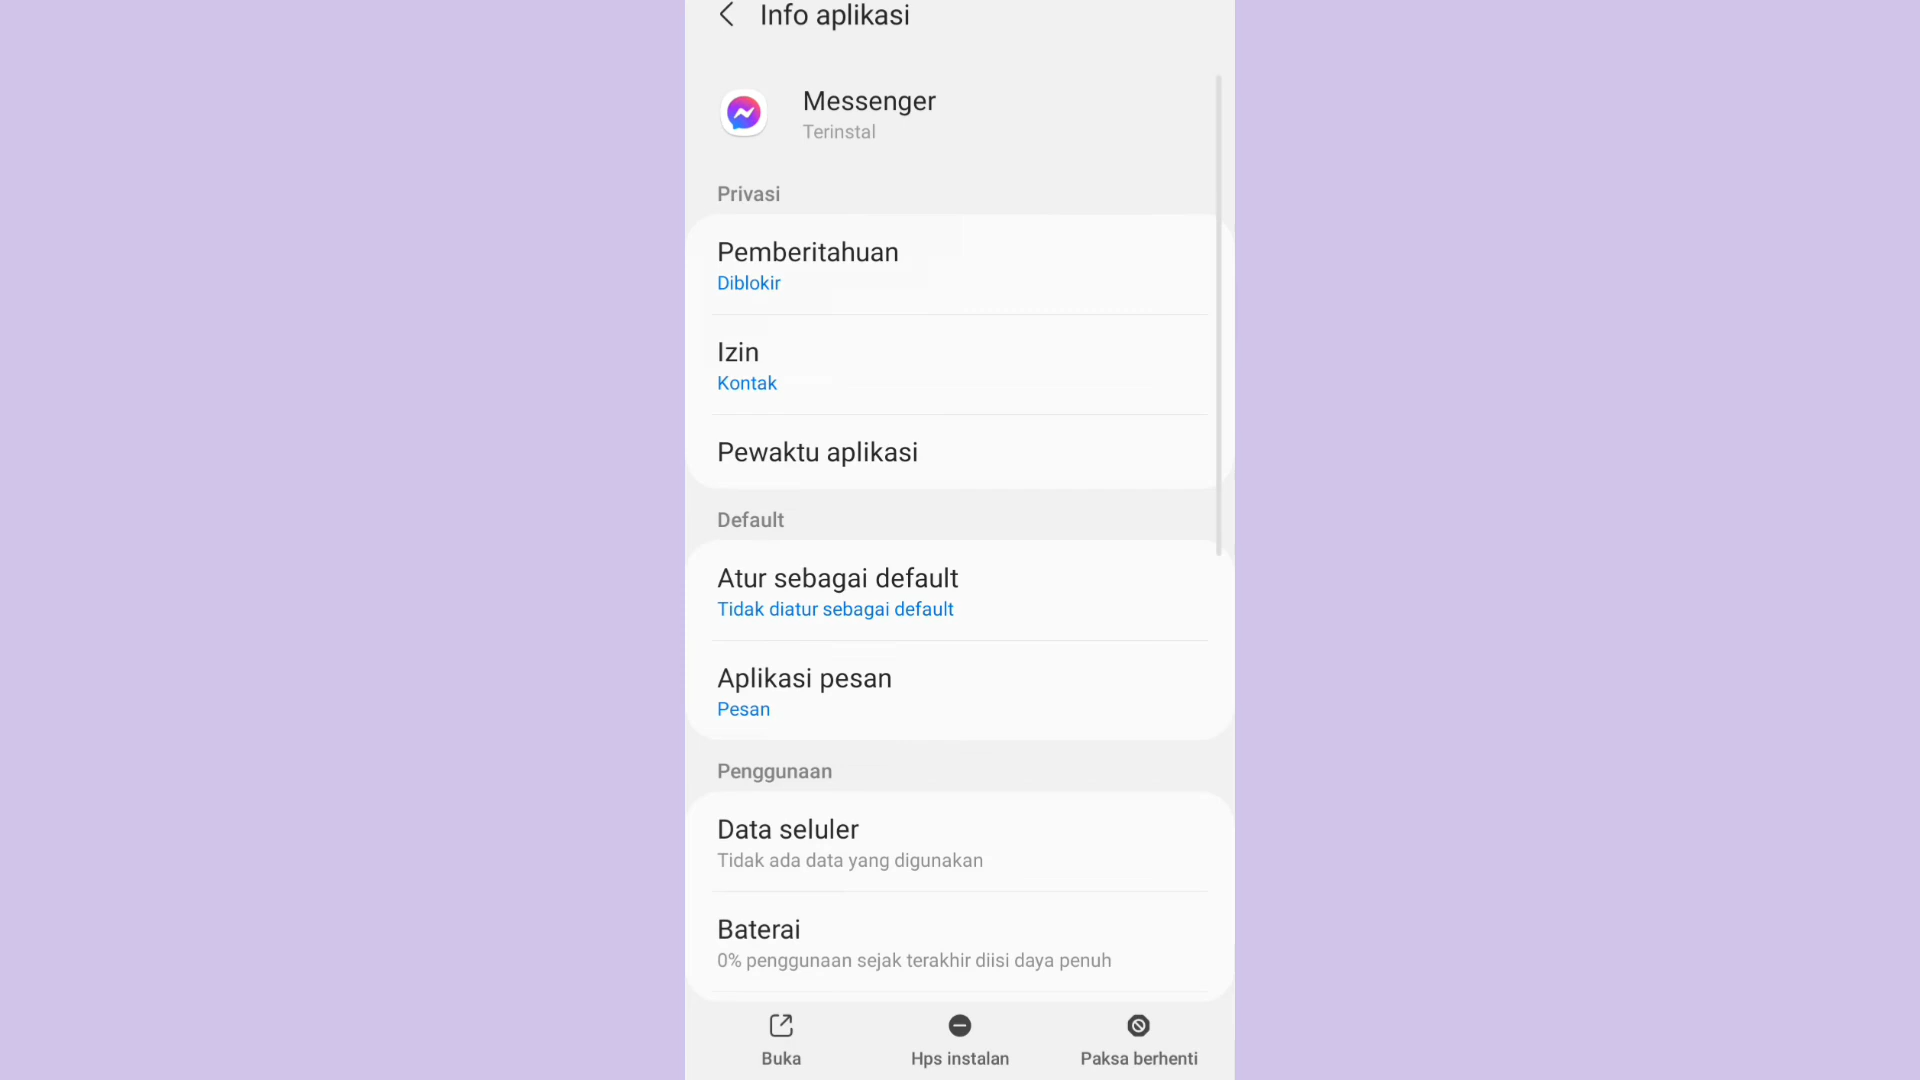 Info aplikasi
Messenger
Terinstal
Privasi
Pemberitahuan
Diblokir
Izin
Kontak
Pewaktu aplikasi
Default
Atur sebagai default
Tidak diatur sebagai default
Aplikasi pesan
Pesan
Penggunaan
Data seluler
Tidak ada data yang digunakan
Baterai
0% penggunaan sejak terakhir diisi daya penuh
Buka
Hps instalan
Paksa berhenti